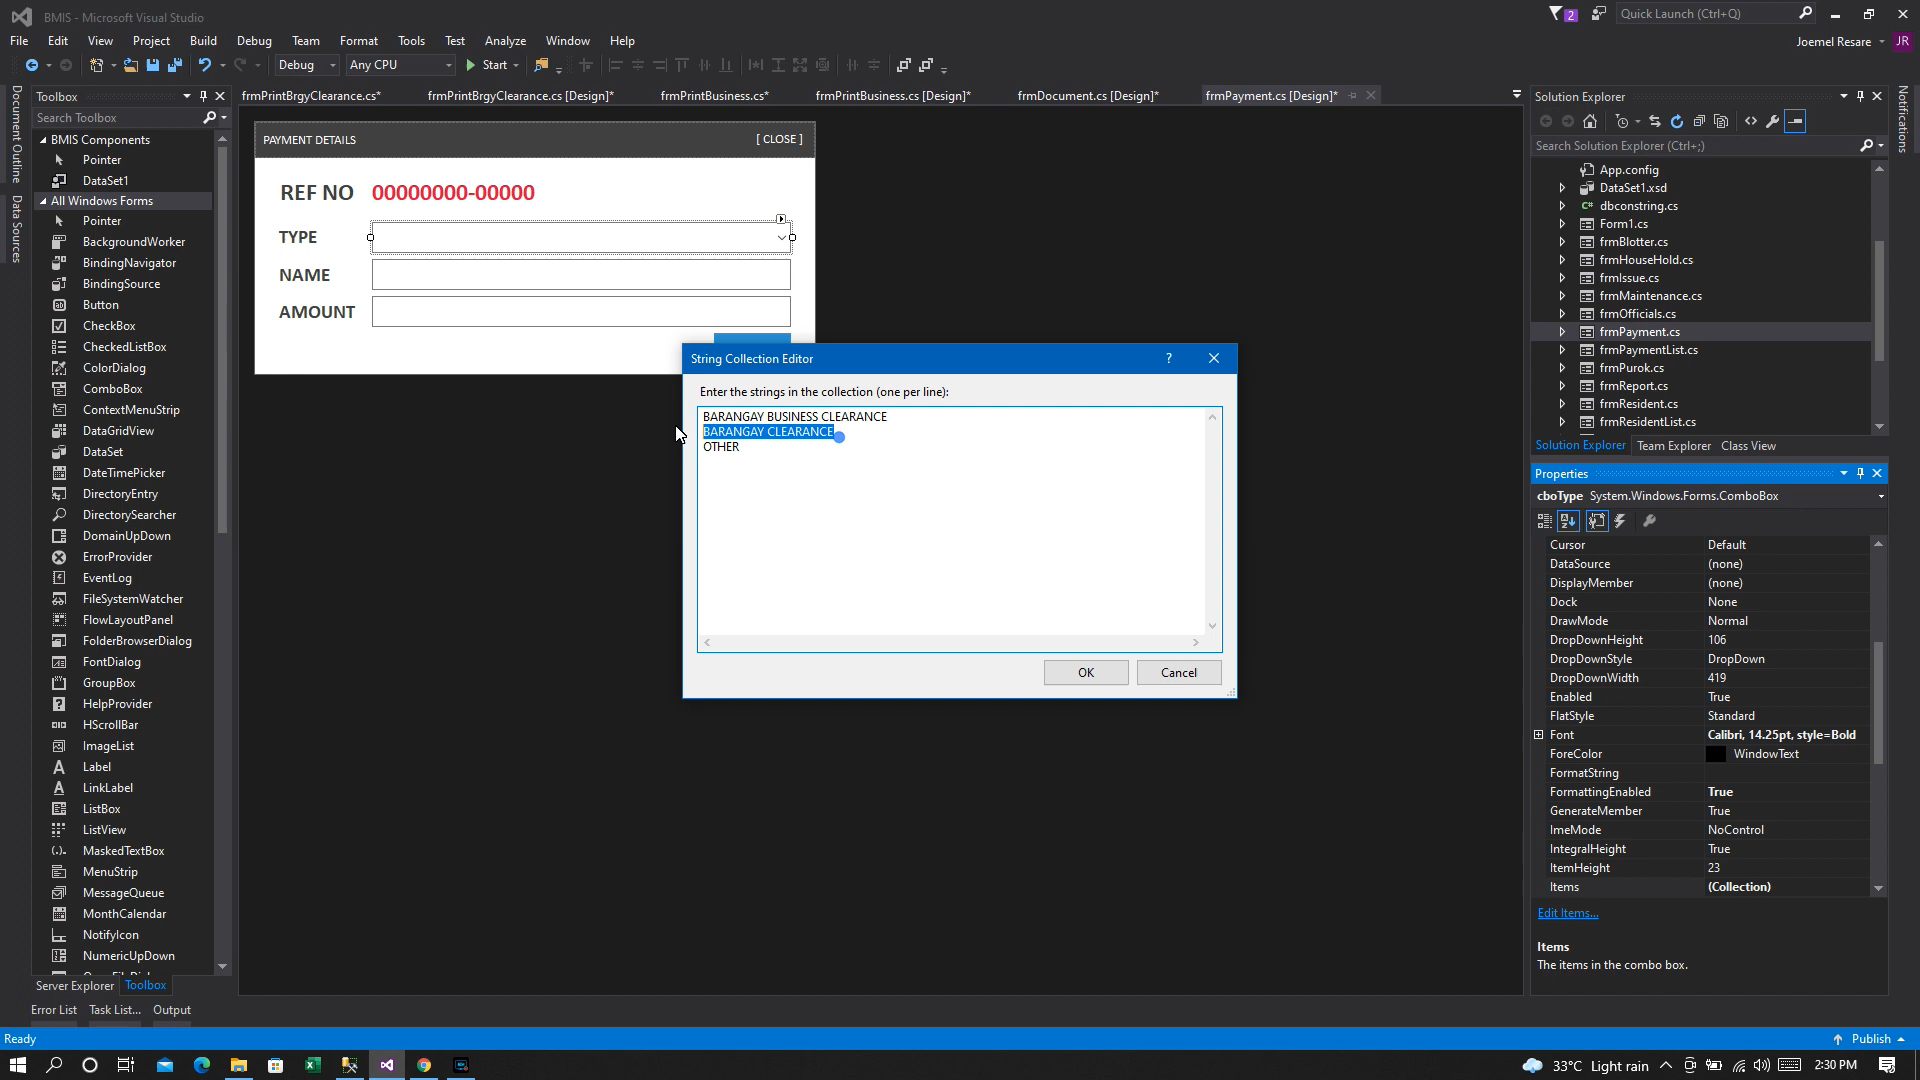 BMIS - Microsoft Visual Studio
2
Quick Launch (Ctrl+Q)
File Edit View Project Build Debug Team Format Tools Test Analyze Window Help
Joemel Resare JR
Debug Any CPU Start
Document Outline
Data Sources
Toolbox
Search Toolbox
BMIS Components
Pointer
DataSet1
All Windows Forms
Pointer
BackgroundWorker
BindingNavigator
BindingSource
Button
CheckBox
CheckedListBox
ColorDialog
ComboBox
ContextMenuStrip
DataGridView
DataSet
DateTimePicker
DirectoryEntry
DirectorySearcher
DomainUpDown
ErrorProvider
EventLog
FileSystemWatcher
FlowLayoutPanel
FolderBrowserDialog
FontDialog
GroupBox
HelpProvider
HScrollBar
ImageList
Label
LinkLabel
ListBox
ListView
MaskedTextBox
MenuStrip
MessageQueue
MonthCalendar
NotifyIcon
NumericUpDown
Server Explorer Toolbox
Error List Task List... Output
frmPrintBrgyClearance.cs* frmPrintBrgyClearance.cs [Design]* frmPrintBusiness.cs* frmPrintBusiness.cs [Design]* frmDocument.cs [Design]* frmPayment.cs [Design]*
PAYMENT DETAILS [ CLOSE ]
REF NO 00000000-00000
TYPE
NAME
AMOUNT
String Collection Editor ?
Enter the strings in the collection (one per line):
BARANGAY BUSINESS CLEARANCE
BARANGAY CLEARANCE
OTHER
OK Cancel
Solution Explorer
Search Solution Explorer (Ctrl+;)
App.config
DataSet1.xsd
dbconstring.cs
Form1.cs
frmBlotter.cs
frmHouseHold.cs
frmIssue.cs
frmMaintenance.cs
frmOfficials.cs
frmPayment.cs
frmPaymentList.cs
frmPurok.cs
frmReport.cs
frmResident.cs
frmResidentList.cs
Solution Explorer Team Explorer Class View
Properties
cboType System.Windows.Forms.ComboBox
Cursor Default
DataSource (none)
DisplayMember (none)
Dock None
DrawMode Normal
DropDownHeight 106
DropDownStyle DropDown
DropDownWidth 419
Enabled True
FlatStyle Standard
Font Calibri, 14.25pt, style=Bold
ForeColor WindowText
FormatString
FormattingEnabled True
GenerateMember True
ImeMode NoControl
IntegralHeight True
ItemHeight 23
Items (Collection)
Edit Items...
Items
The items in the combo box.
Notifications
Ready
Publish
33°C Light rain
2:30 PM